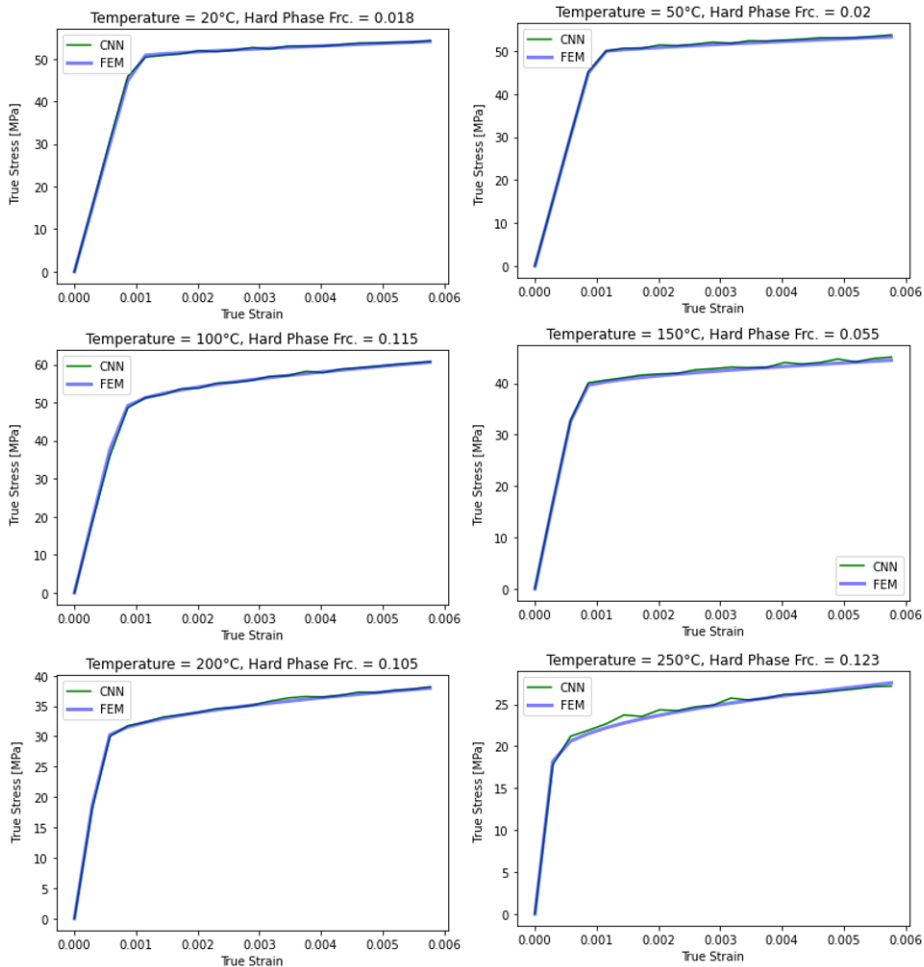 Temperature = 20°C, Hard Phase Frc. = 0.018
CNN
FEM
True Stress [MPa]
50
40
30
20
10
0
0.000 0.001 0.002 0.003 0.004 0.005 0.006
True Strain
Temperature = 50°C, Hard Phase Frc. = 0.02
CNN
FEM
True Stress [MPa]
50
40
30
20
10
0
0.000 0.001 0.002 0.003 0.004 0.005 0.006
True Strain
Temperature = 100°C, Hard Phase Frc. = 0.115
CNN
FEM
True Stress [MPa]
60
50
40
30
20
10
0
0.000 0.001 0.002 0.003 0.004 0.005 0.006
True Strain
Temperature = 150°C, Hard Phase Frc. = 0.055
True Stress [MPa]
40
30
20
10
0
CNN
FEM
0.000 0.001 0.002 0.003 0.004 0.005 0.006
True Strain
Temperature = 200°C, Hard Phase Frc. = 0.105
CNN
FEM
True Stress [MPa]
40
35
30
25
20
15
10
5
0
0.000 0.001 0.002 0.003 0.004 0.005 0.006
True Strain
Temperature = 250°C, Hard Phase Frc. = 0.123
CNN
FEM
True Stress [MPa]
25
20
15
10
5
0
0.000 0.001 0.002 0.003 0.004 0.005 0.006
True Strain